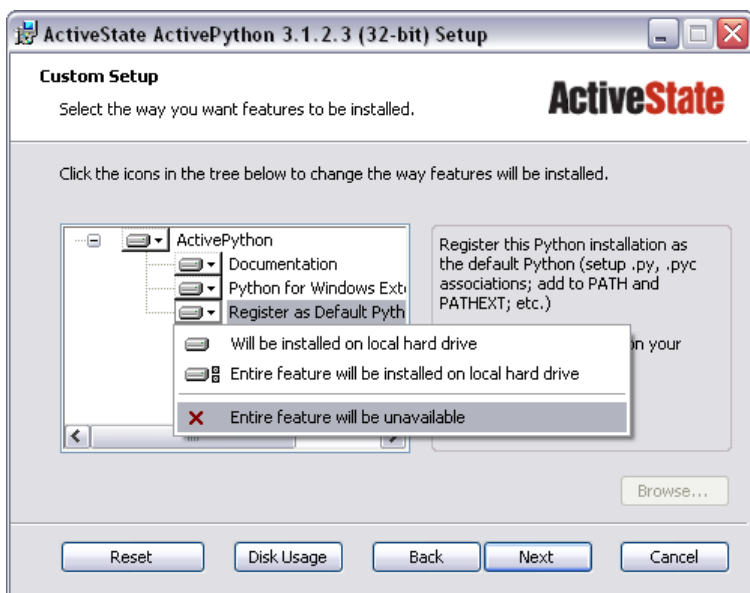 ActiveState ActivePython 3.1.2.3 (32-bit) Setup
Custom Setup
Select the way you want features to be installed.
ActiveState
Click the icons in the tree below to change the way features will be installed.
ActivePython
Documentation
Python for Windows Ext
Register as Default Pyth
Register this Python installation as
the default Python (setup .py, .pyc
associations; add to PATH and
PATHEXT; etc.)
on your
Will be installed on local hard drive
Entire feature will be installed on local hard drive
Entire feature will be unavailable
Browse...
Reset
Disk Usage
Back
Next
Cancel